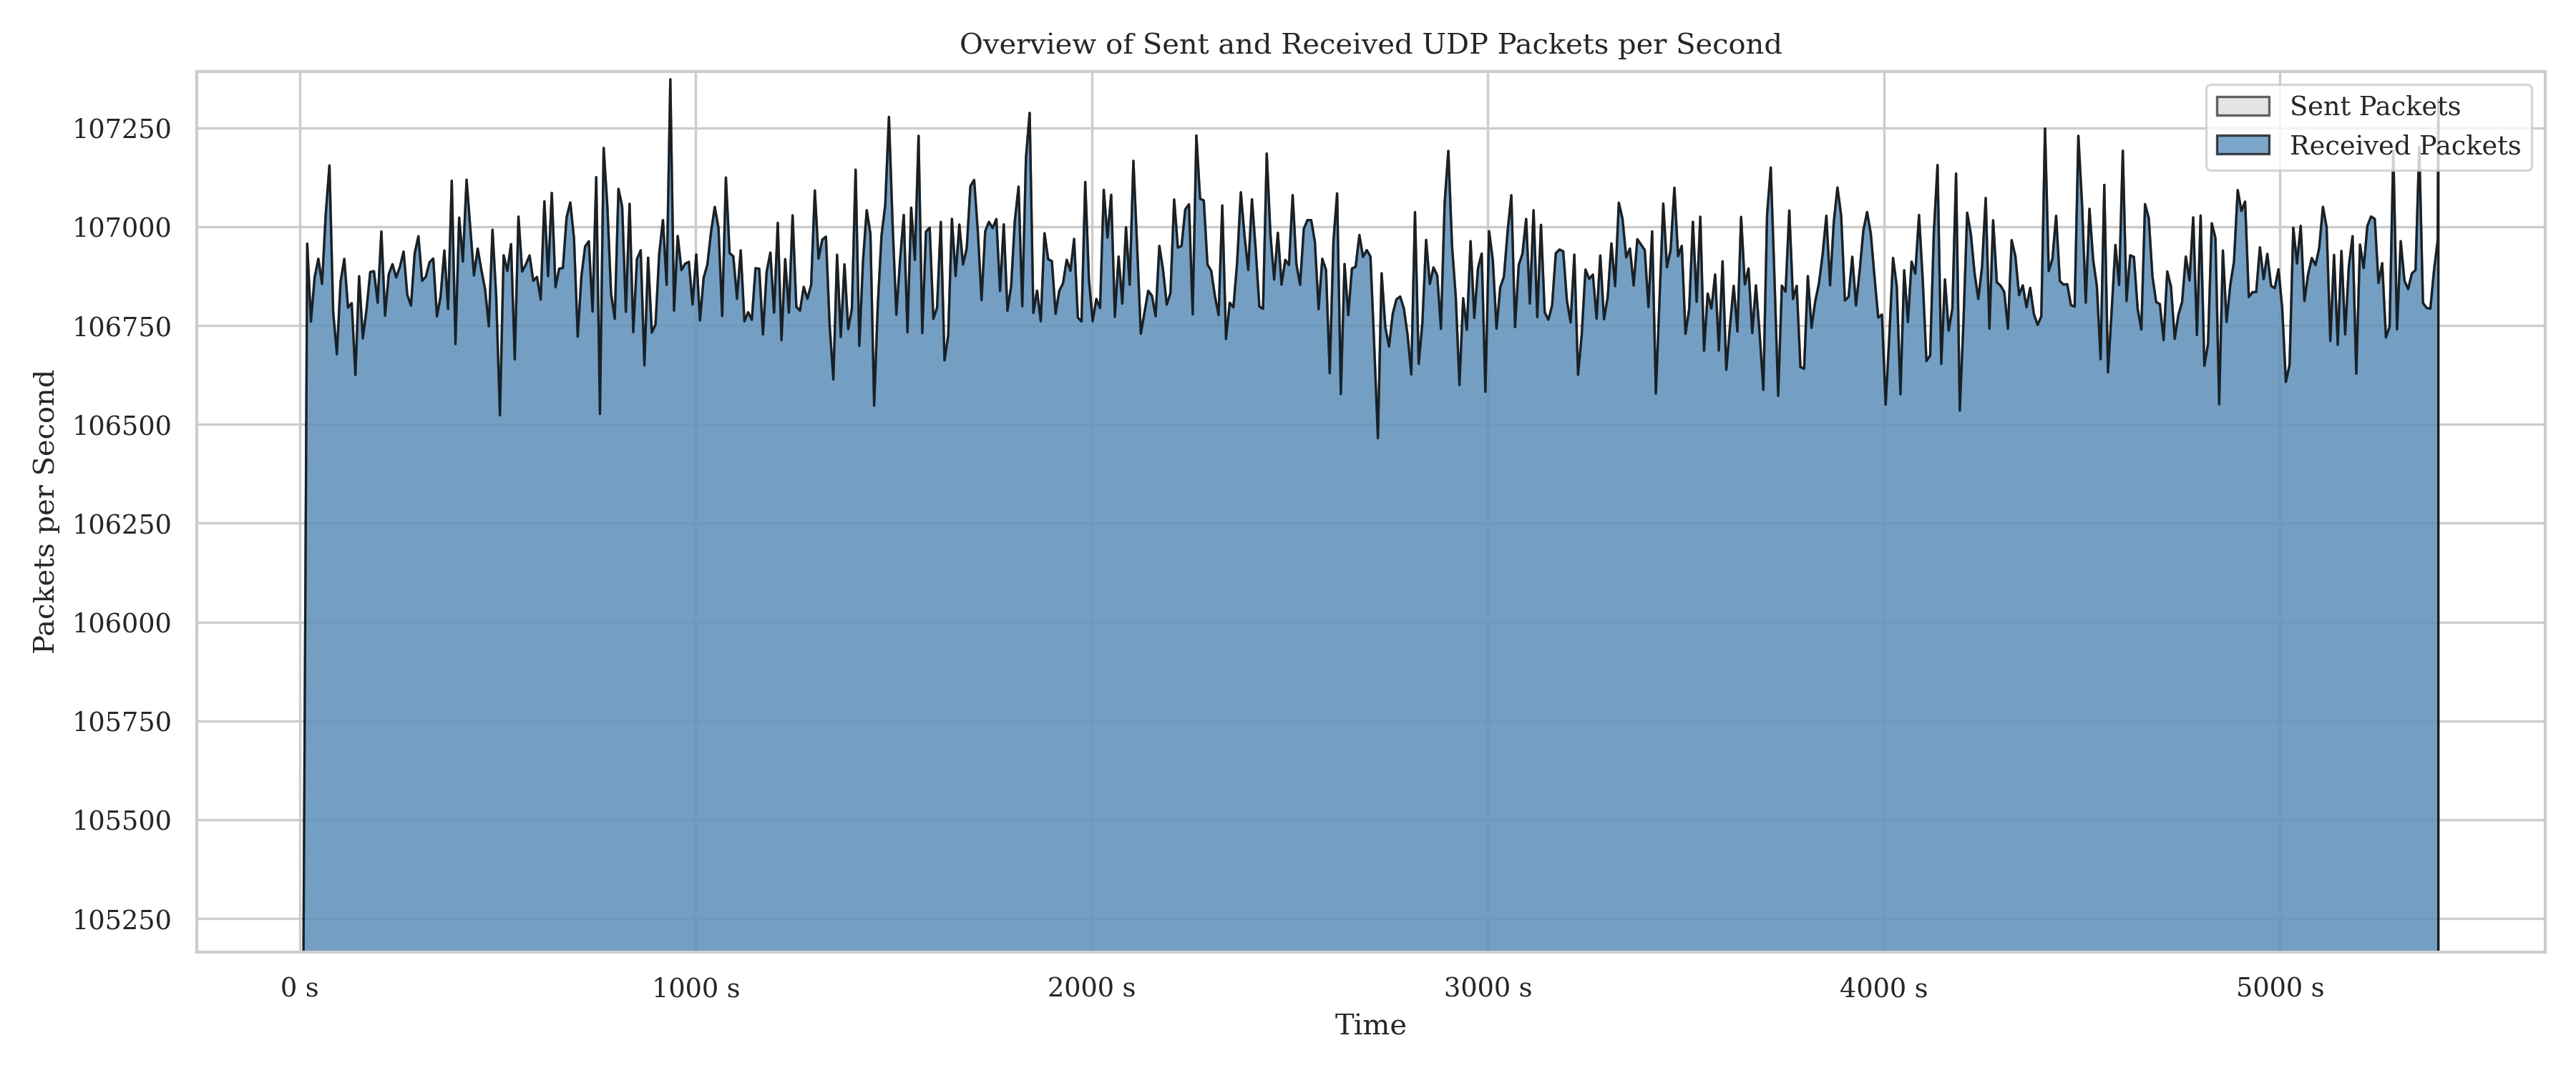 Overview of Sent and Received UDP Packets per Second
Sent Packets
Received Packets
Packets per Second
107250
107000
106750
106500
106250
106000
105750
105500
105250
0 s
1000 s
2000 s
3000 s
4000 s
5000 s
Time